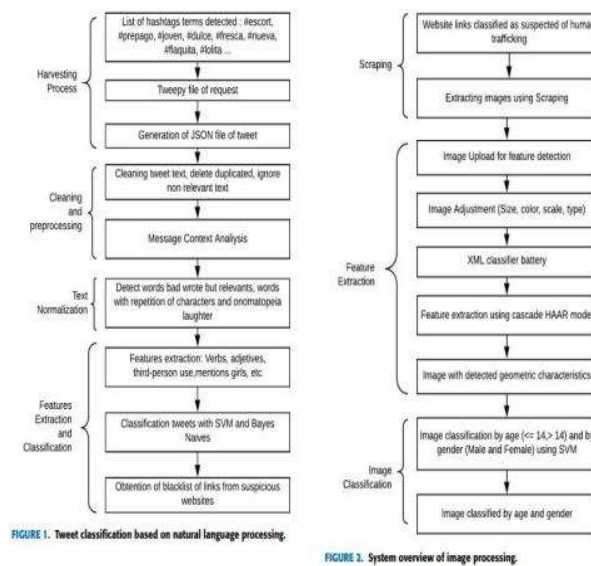 List of hashtags terms detected : #escort,
#prepago, #joven, #dulce, #fresca, #nueva,
#flaquita, #lolita ...
Harvesting
Process
Tweepy file of request
Generation of JSON file of tweet
Cleaning tweet text, delete duplicated, ignore
non relevant text
Cleaning
and
preprocessing
Message Context Analysis
Detect words bad wrote but relevants, words
with repetition of characters and onomatopeia
laughter
Text
Normalization
Features extraction: Verbs, adjetives,
third-person use,mentions girls, etc
Features
Extraction
and
Classification
Classification tweets with SVM and Bayes
Naives
Obtention of blacklist of links from suspicious
websites
FIGURE 1. Tweet classification based on natural language processing.
Website links classified as suspected of human
trafficking
Scraping
Extracting images using Scraping
Image Upload for feature detection
Image Adjustment (Size, color, scale, type)
XML classifier battery
Feature
Extraction
Feature extraction using cascade HAAR model
Image with detected geometric characteristics
Image classification by age (<= 14,> 14) and by
gender (Male and Female) using SVM
Image
Classification
Image classified by age and gender
FIGURE 2. System overview of image processing.